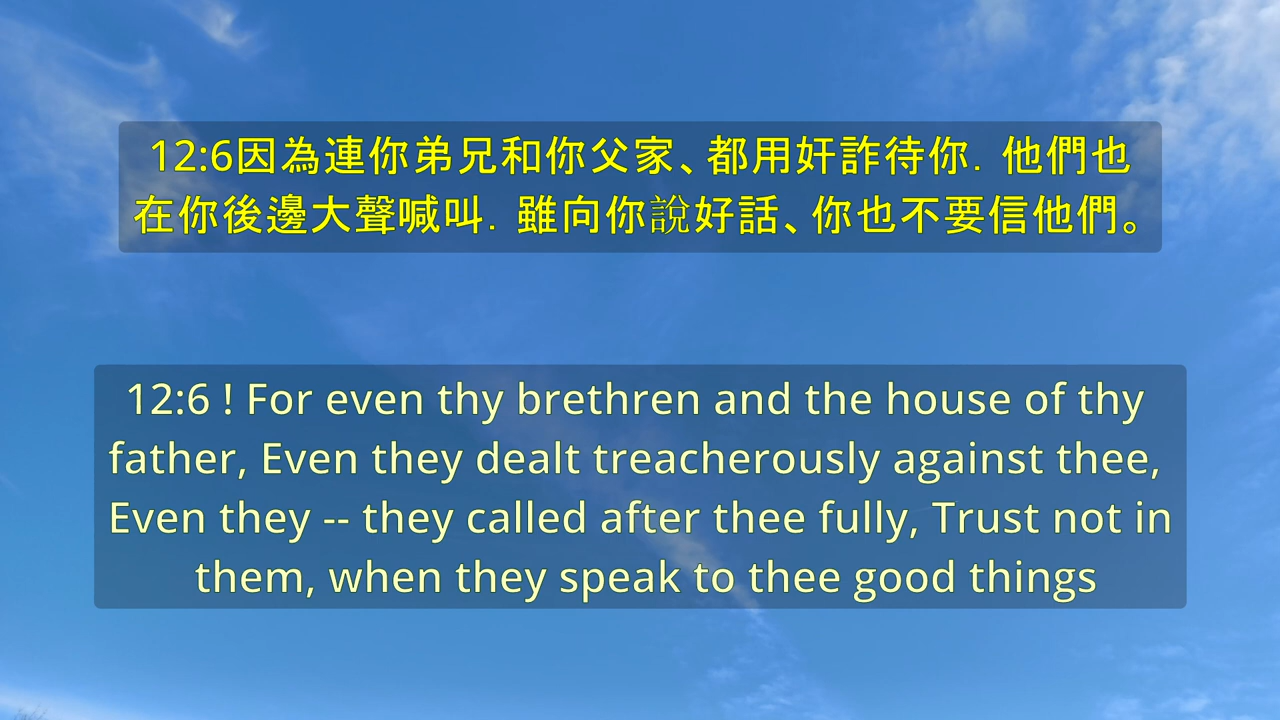 12:6因為連你弟兄和你父家、都用奸詐待你. 他們也
在你後邊大聲喊叫. 雖向你說好話、你也不要信他們。
12:6 ! For even thy brethren and the house of thy
father, Even they dealt treacherously against thee,
Even they -- they called after thee fully, Trust not in
them, when they speak to thee good things